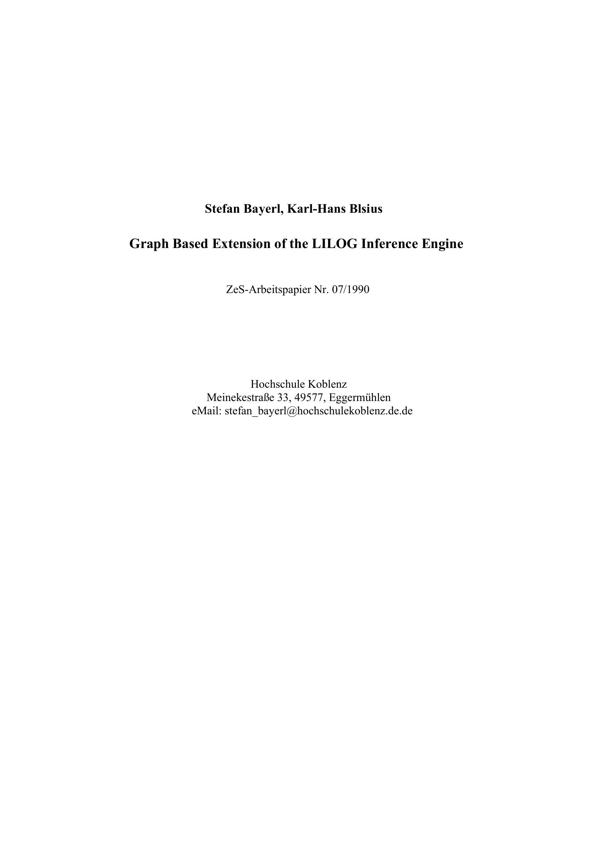 Stefan Bayerl, Karl-Hans Blsius
Graph Based Extension of the LILOG Inference Engine
ZeS-Arbeitspapier Nr. 07/1990
Hochschule Koblenz
Meinekestraße 33, 49577, Eggermühlen
eMail: stefan_bayerl@hochschulekoblenz.de.de